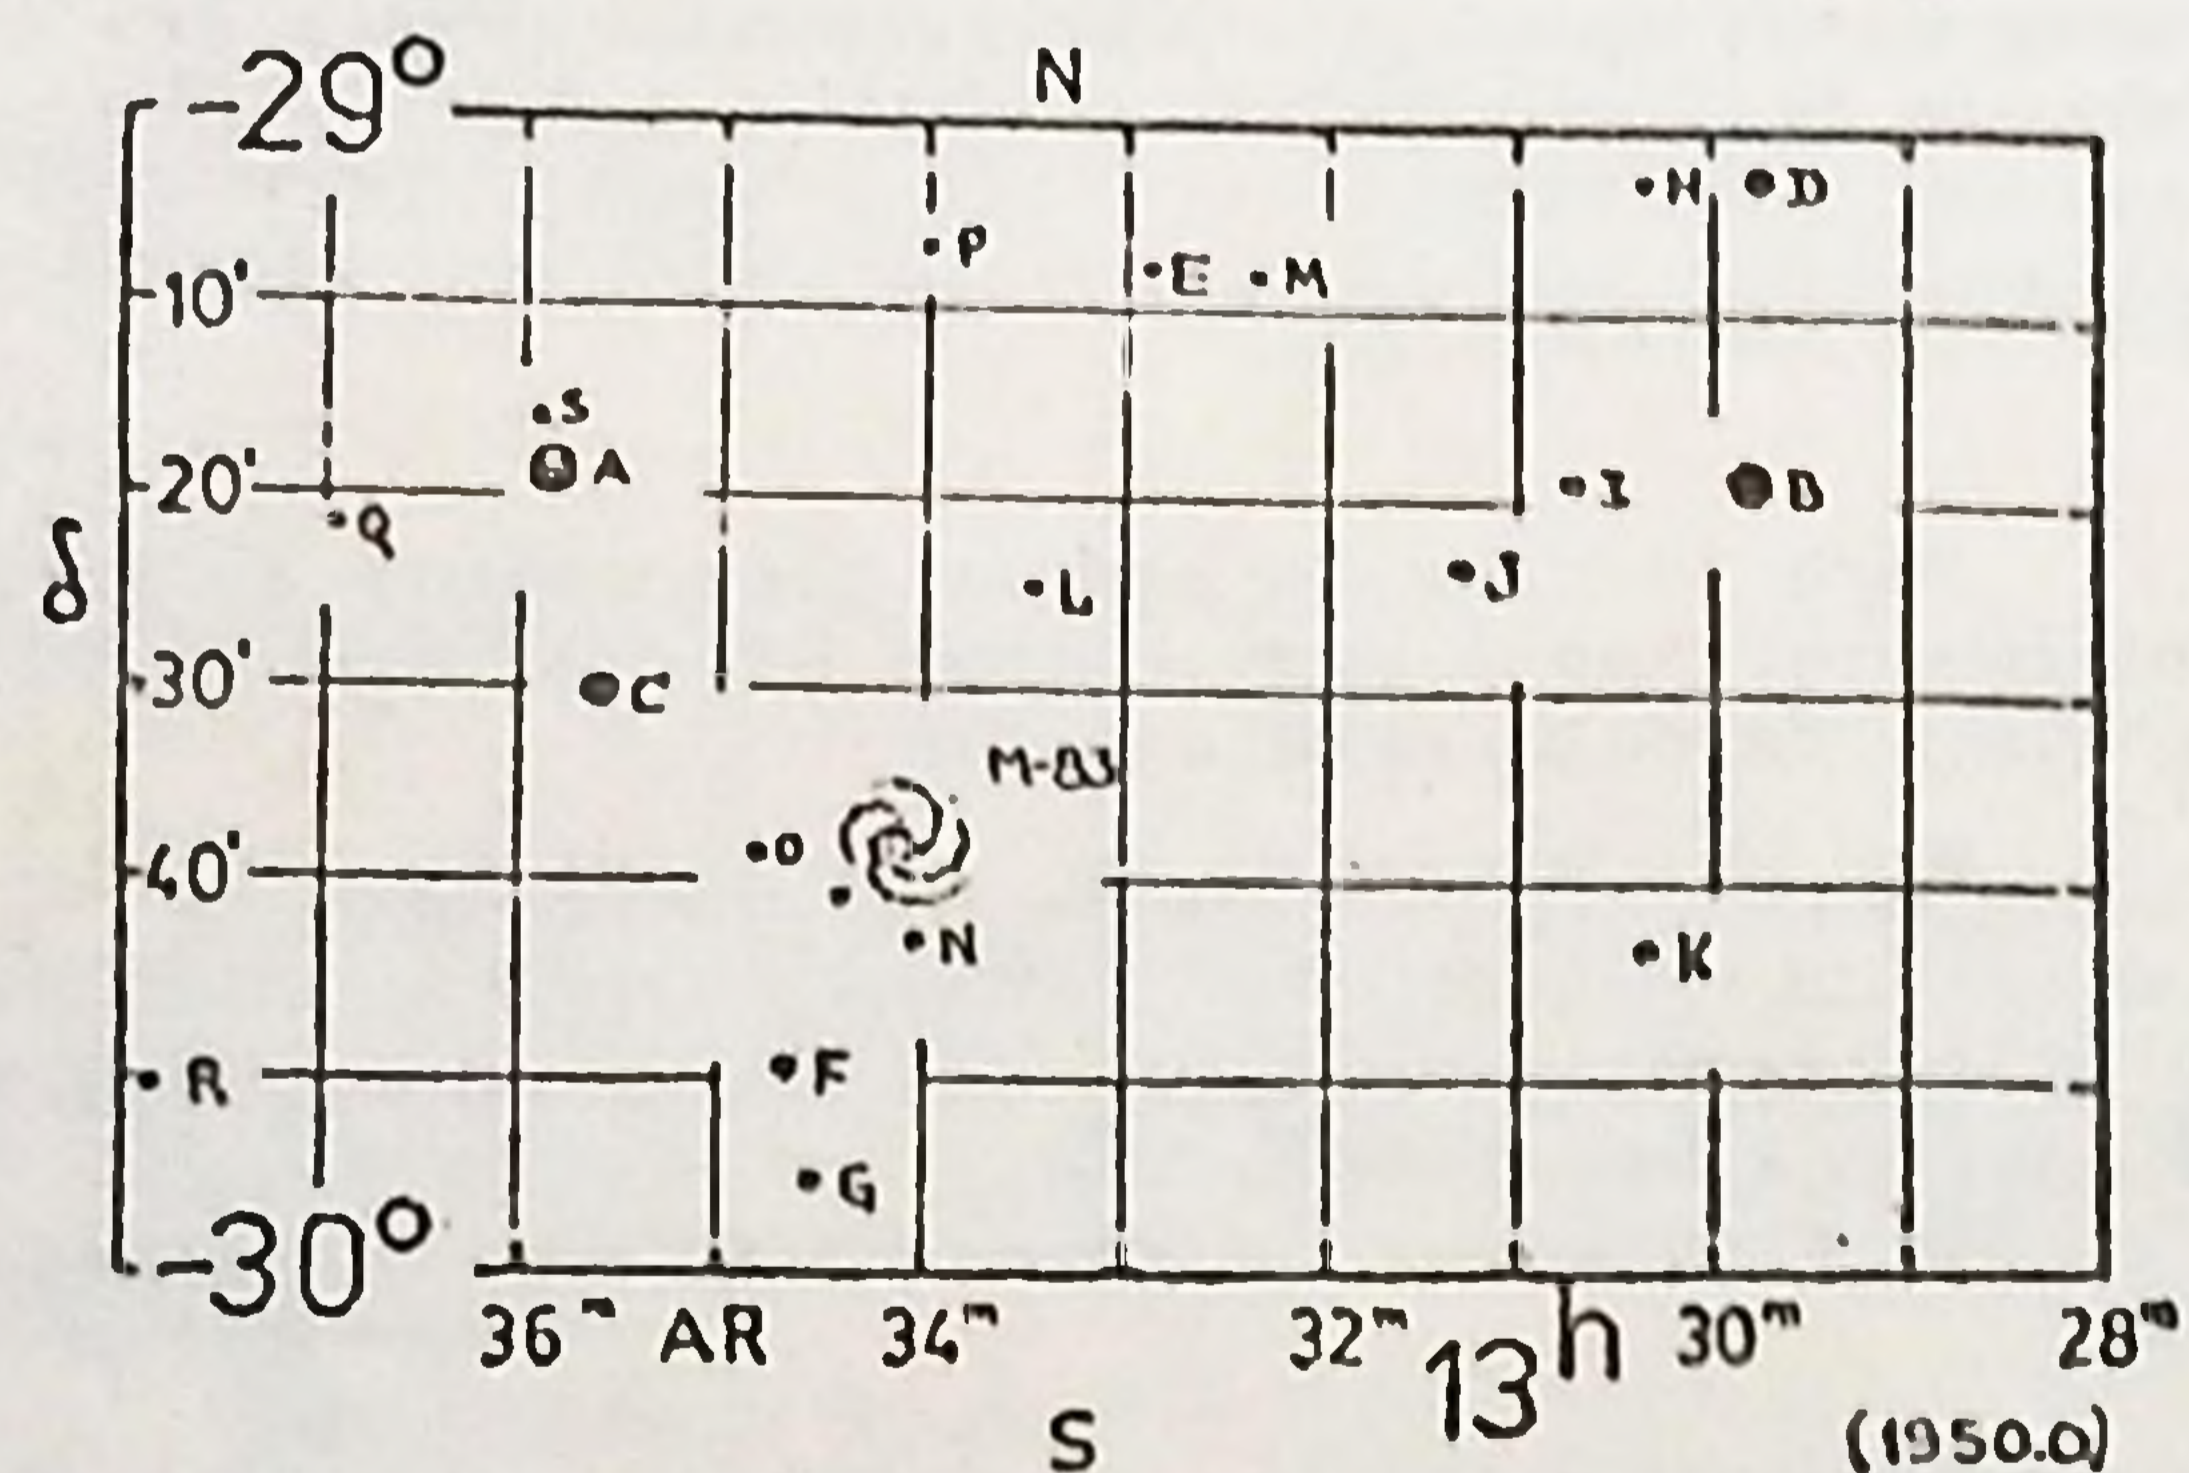 N
-29°
H D
P
E M
10'
S
A
20'
I B
Q
δ
J
L
30'
C
M-83
O
40'
N
K
R
F
G
-30°
36ᵐ AR 34ᵐ 32ᵐ 13ʰ 30ᵐ 28ᵐ
S
(1950.0)